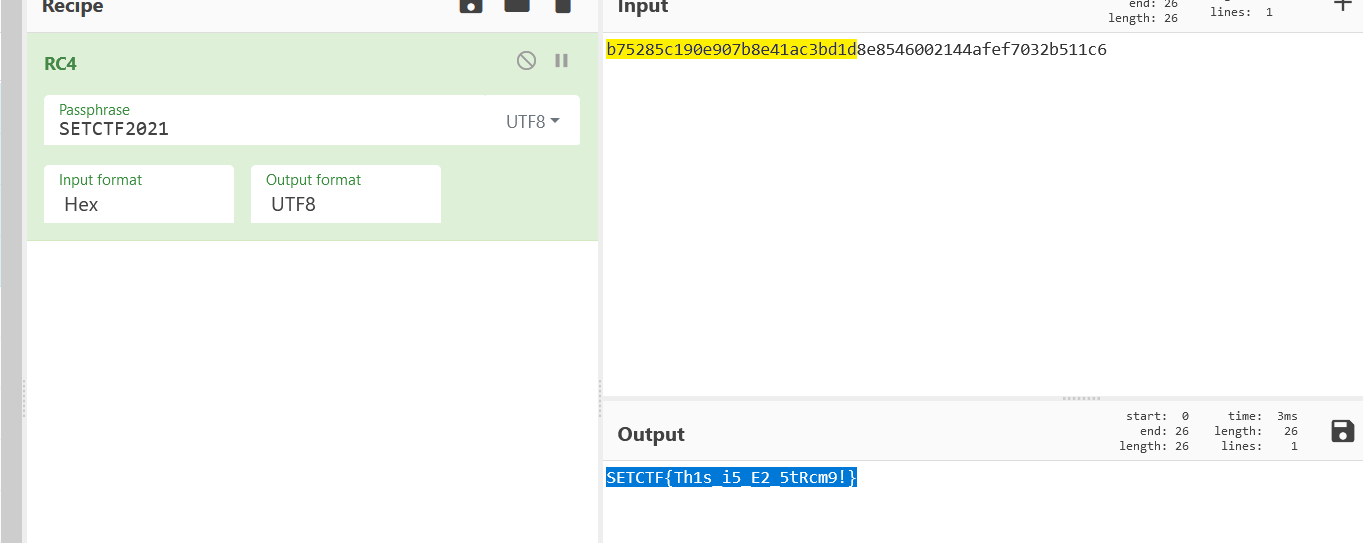 Recipe
RC4
Passphrase
SETCTF2021
UTF8
Input format
Hex
Output format
UTF8
Input
end: 26
length: 26
lines: 1
b75285c190e907b8e41ac3bd1d8e8546002144afef7032b511c6
Output
start: 0
end: 26
length: 26
time: 3ms
length: 26
lines: 1
SETCTF{Th1s_i5_E2_5tRcm9!}